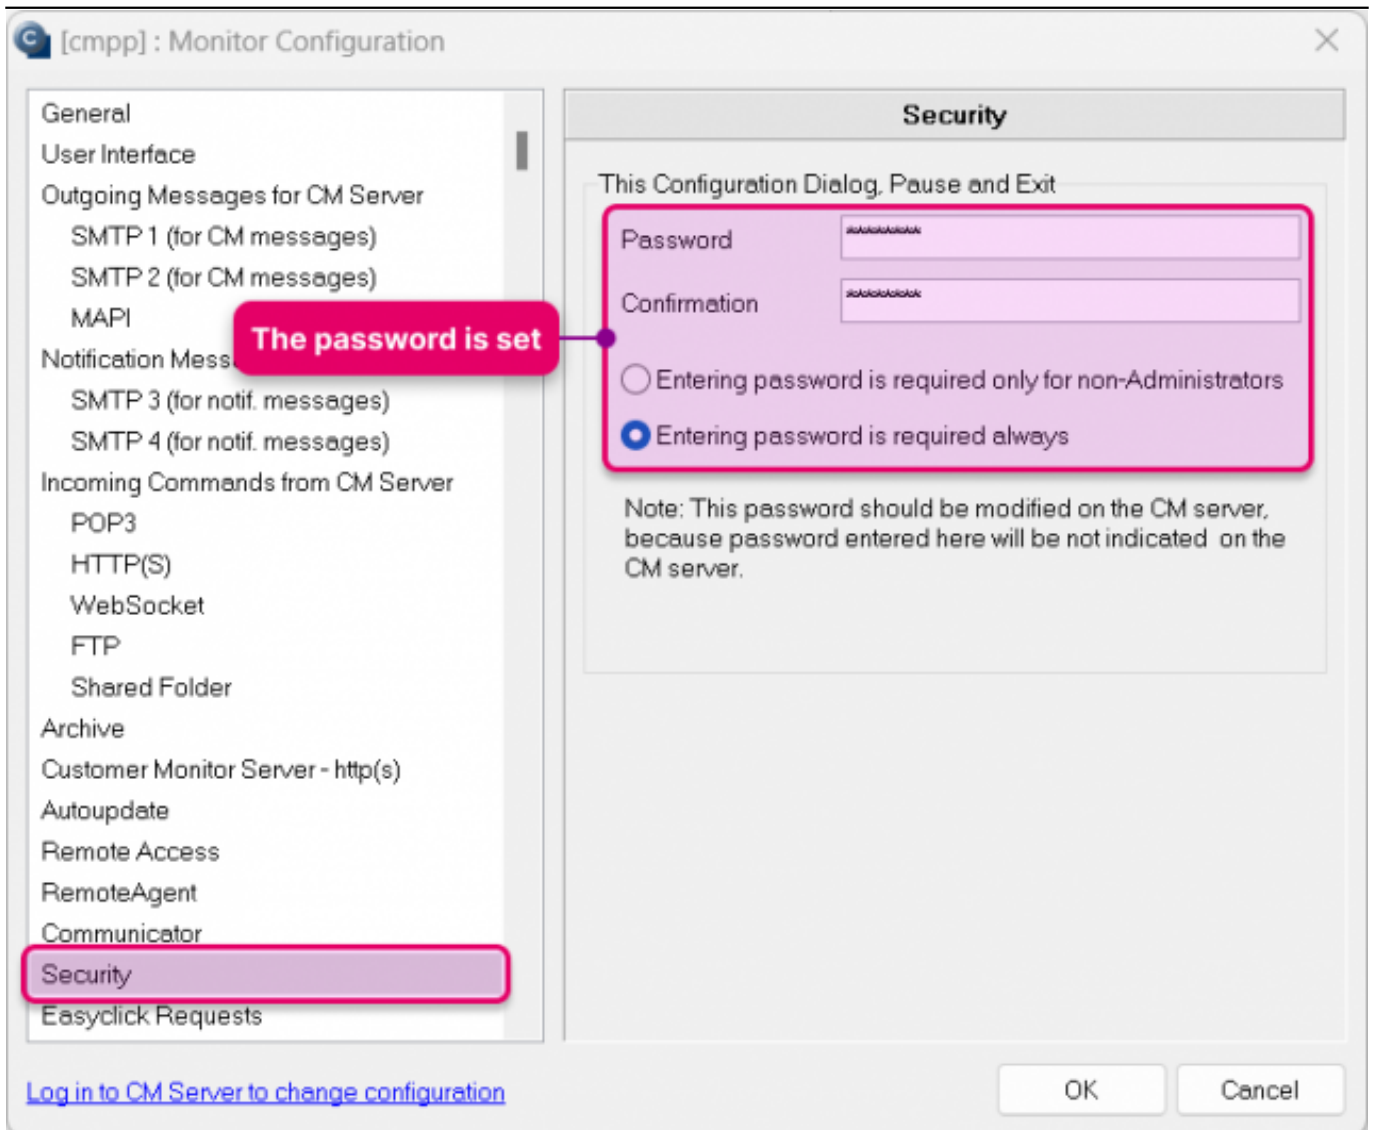 [cmpp] : Monitor Configuration
General
User Interface
Outgoing Messages for CM Server
SMTP 1 (for CM messages)
SMTP 2 (for CM messages)
MAPI
Notification Mess
SMTP 3 (for notif. messages)
SMTP 4 (for notif. messages)
Incoming Commands from CM Server
POP3
HTTP(S)
WebSocket
FTP
Shared Folder
Archive
Customer Monitor Server - http(s)
Autoupdate
Remote Access
RemoteAgent
Communicator
Security
Easyclick Requests
The password is set
Security
This Configuration Dialog, Pause and Exit
Password *********
Confirmation *********
Entering password is required only for non-Administrators
Entering password is required always
Note: This password should be modified on the CM server,
because password entered here will be not indicated on the
CM server.
Log in to CM Server to change configuration
OK
Cancel